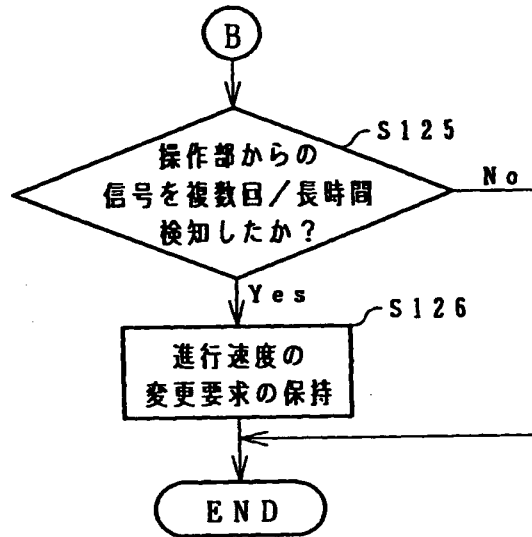 B
S125
操作部からの
信号を複数回/長時間
検知したか?
No
Yes
S126
進行速度の
変更要求の保持
END